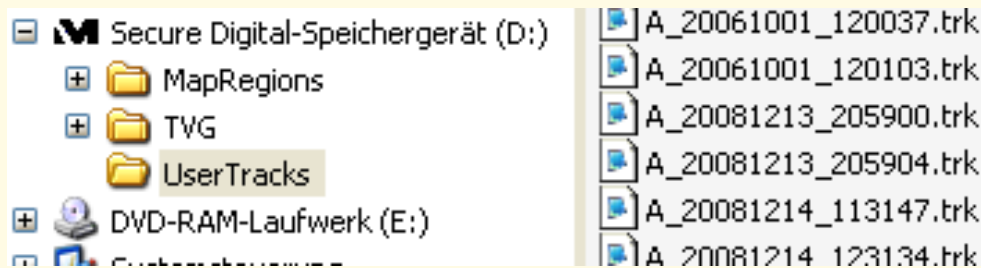 Secure Digital-Speichergerät (D:)
MapRegions
TVG
UserTracks
DVD-RAM-Laufwerk (E:)
Systemsteuerung
A_20061001_120037.trk
A_20061001_120103.trk
A_20081213_205900.trk
A_20081213_205904.trk
A_20081214_113147.trk
A_20081214_123134.trk